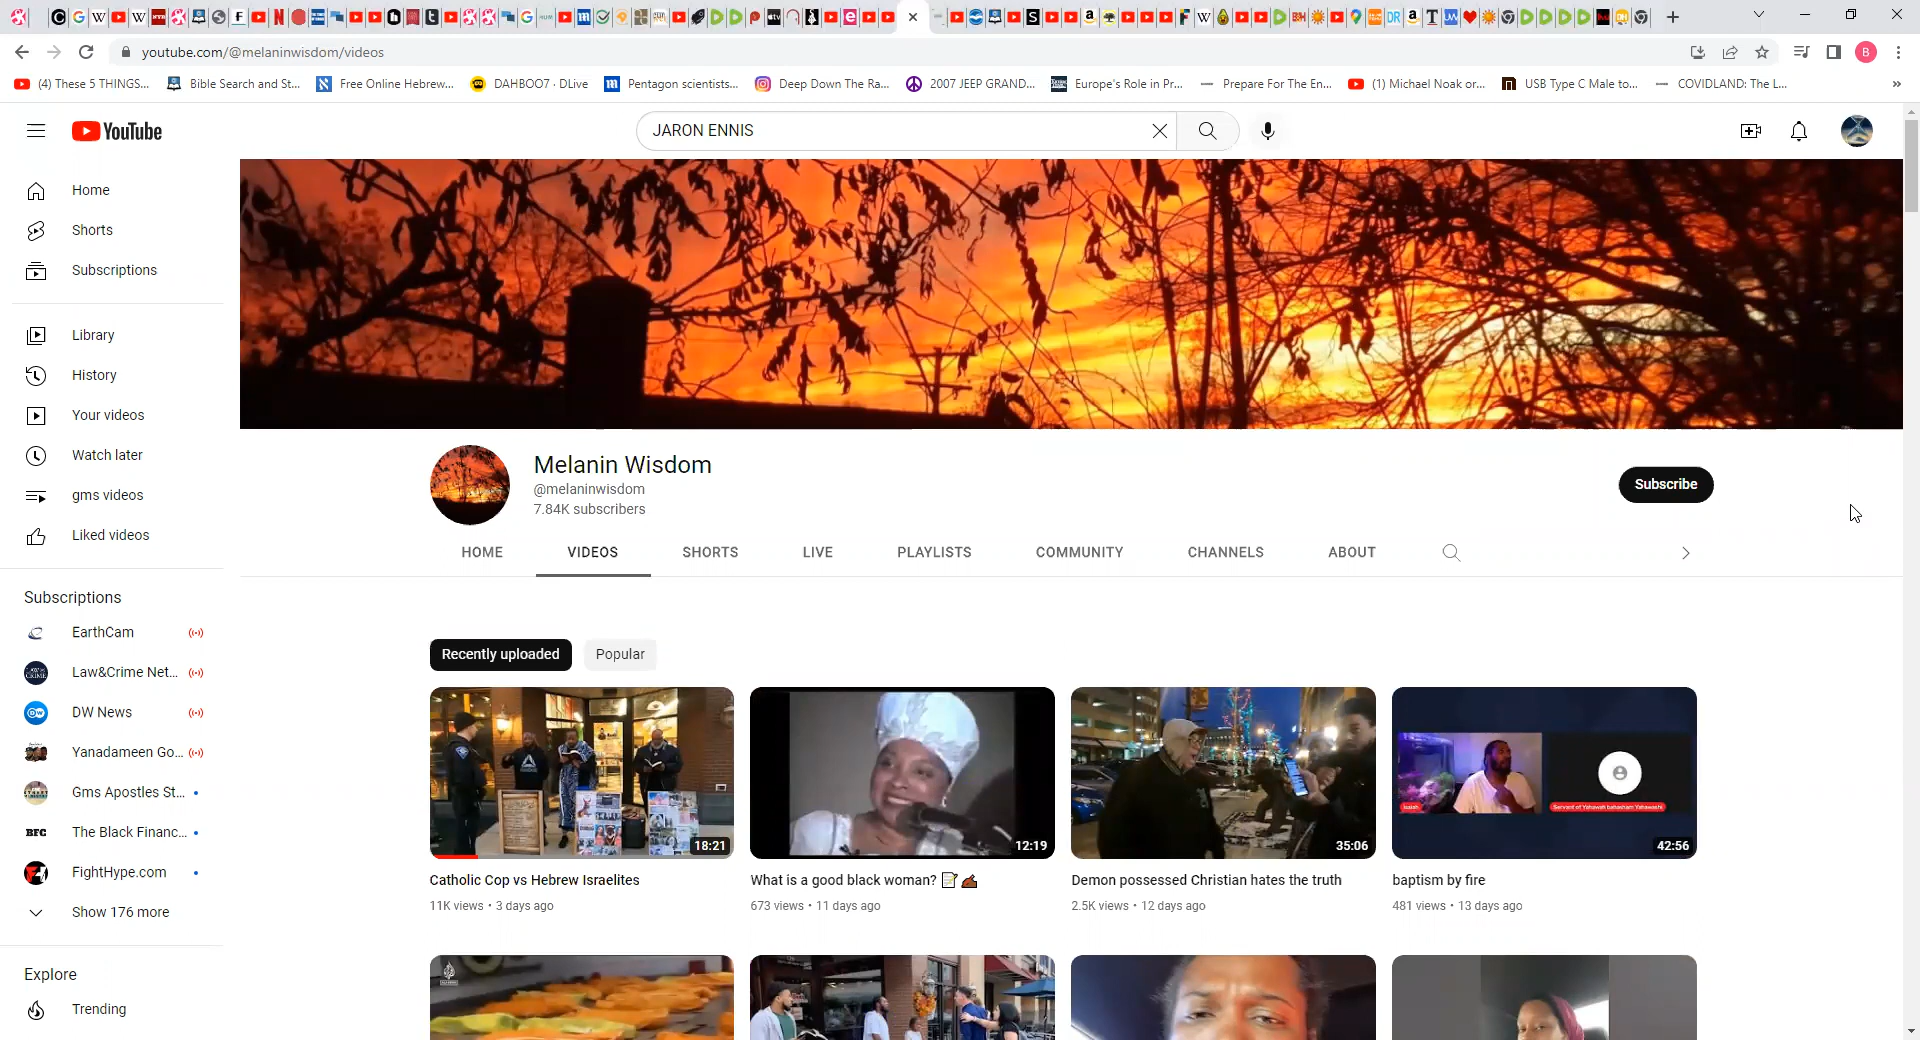 youtube.com/@melaninwisdom/videos
B
(4) These 5 THINGS...
Bible Search and St...
Free Online Hebrew...
DAHBOO7 · DLive
Pentagon scientists...
Deep Down The Ra...
2007 JEEP GRAND...
Europe's Role in Pr...
Prepare For The En...
(1) Michael Noak or...
USB Type C Male to...
COVIDLAND: The L...
YouTube
JARON ENNIS
Home
Shorts
Subscriptions
Library
History
Your videos
Watch later
gms videos
Liked videos
Subscriptions
EarthCam
Law&Crime Net...
DW News
Yanadameen Go...
Gms Apostles St...
BFC The Black Financ...
FightHype.com
Show 176 more
Explore
Trending
Melanin Wisdom
@melaninwisdom
7.84K subscribers
Subscribe
HOME VIDEOS SHORTS LIVE PLAYLISTS COMMUNITY CHANNELS ABOUT
Recently uploaded Popular
18:21
Catholic Cop vs Hebrew Israelites
11K views • 3 days ago
12:19
What is a good black woman? 📝🍂
673 views • 11 days ago
35:06
Demon possessed Christian hates the truth
2.5K views • 12 days ago
Isaiah
Servant of Yahawah bahasham Yahawashi
42:56
baptism by fire
481 views • 13 days ago